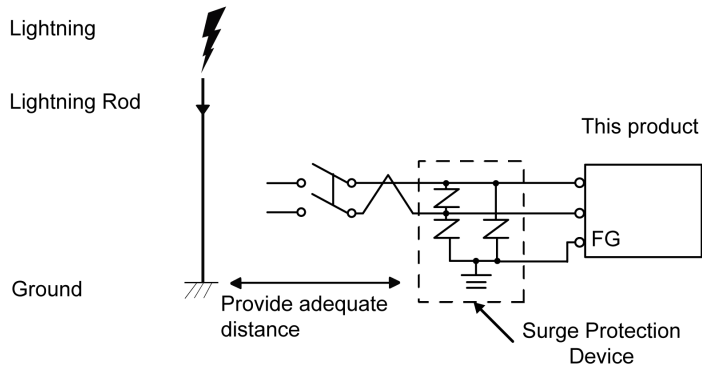 Lightning
Lightning Rod
This product
FG
Ground
Provide adequate
distance
Surge Protection
Device